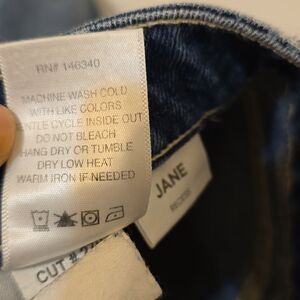 RN# 146340
MACHINE WASH COLD
WITH LIKE COLORS
GENTLE CYCLE INSIDE OUT
DO NOT BLEACH
HANG DRY OR TUMBLE
DRY LOW HEAT
WARM IRON IF NEEDED
CUT #
JANE